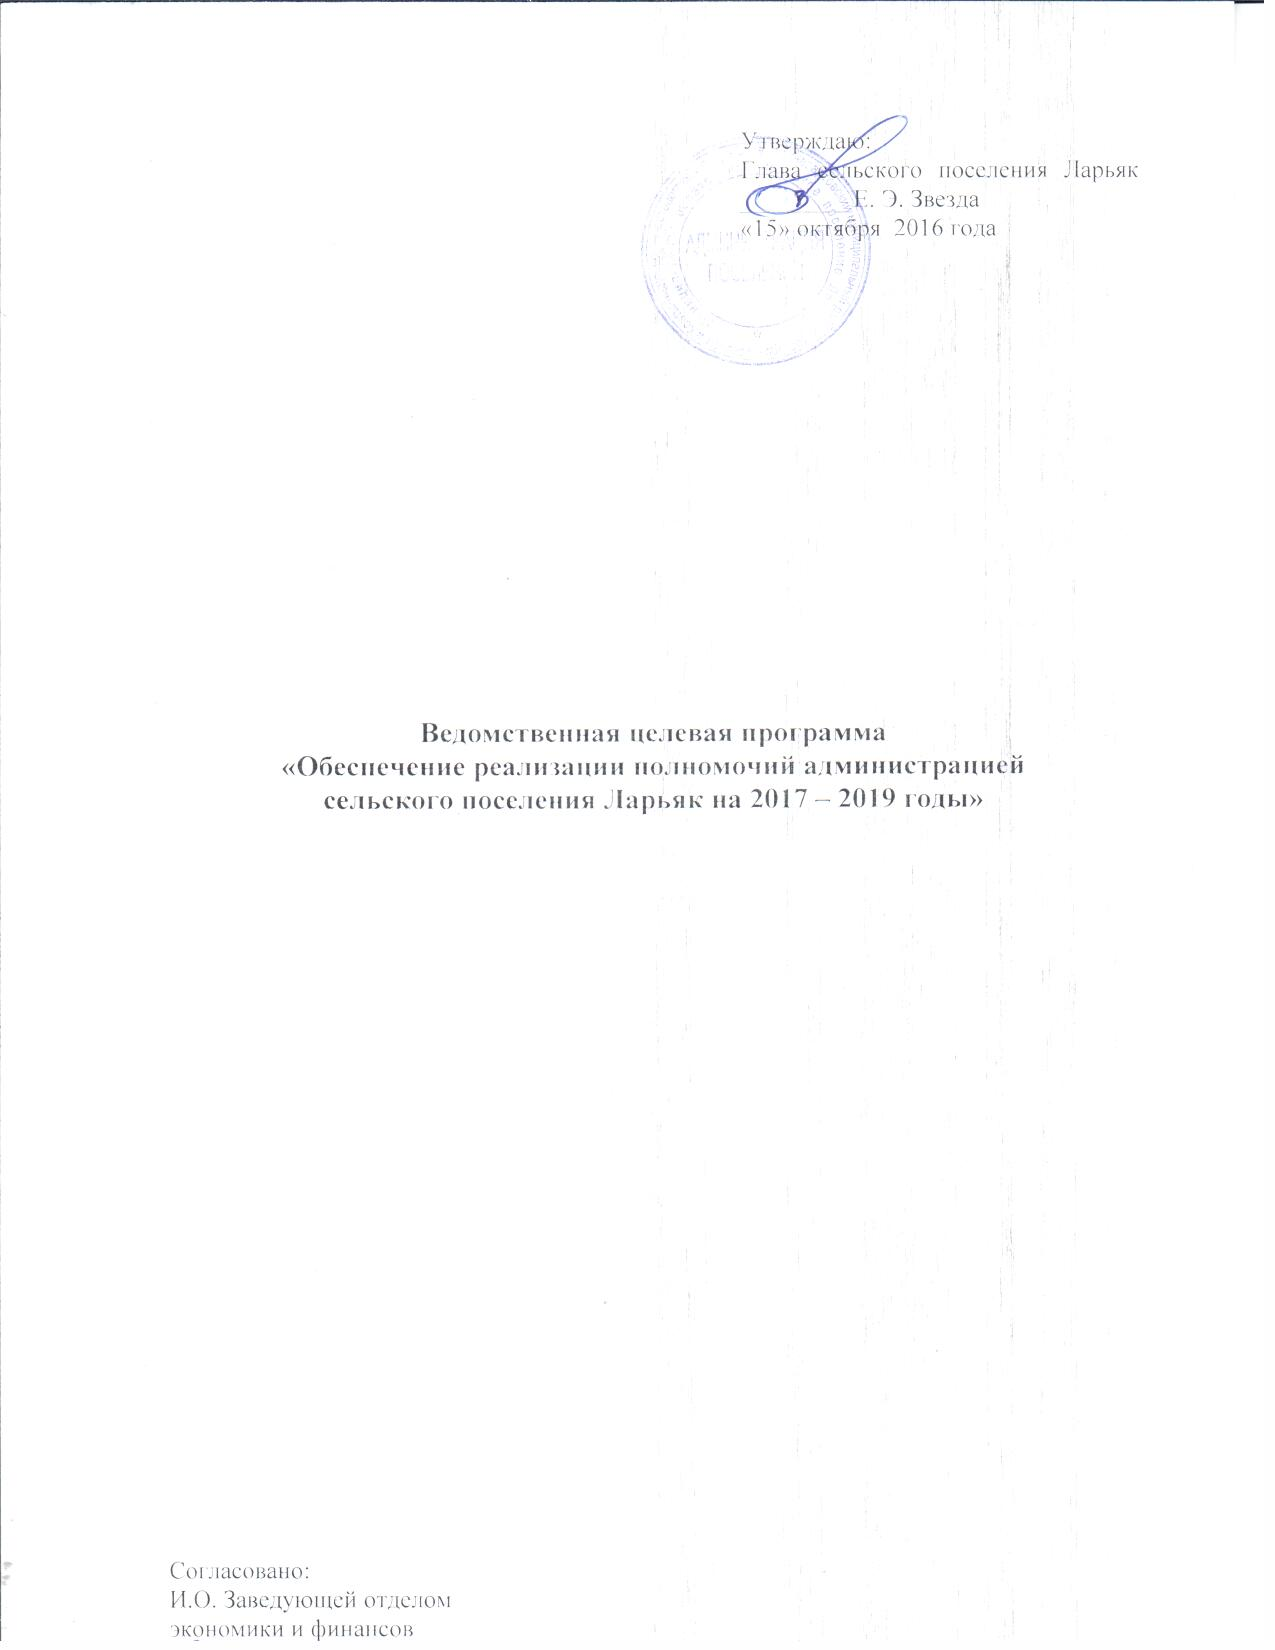 Утверждаю:
Глава сельского поселения Ларьяк
Е. Э. Звезда
«15» октября 2016 года
Ведомственная целевая программа
«Обеспечение реализации полномочий администрацией
сельского поселения Ларьяк на 2017 – 2019 годы»
Согласовано:
И.О. Заведующей отделом
экономики и финансов